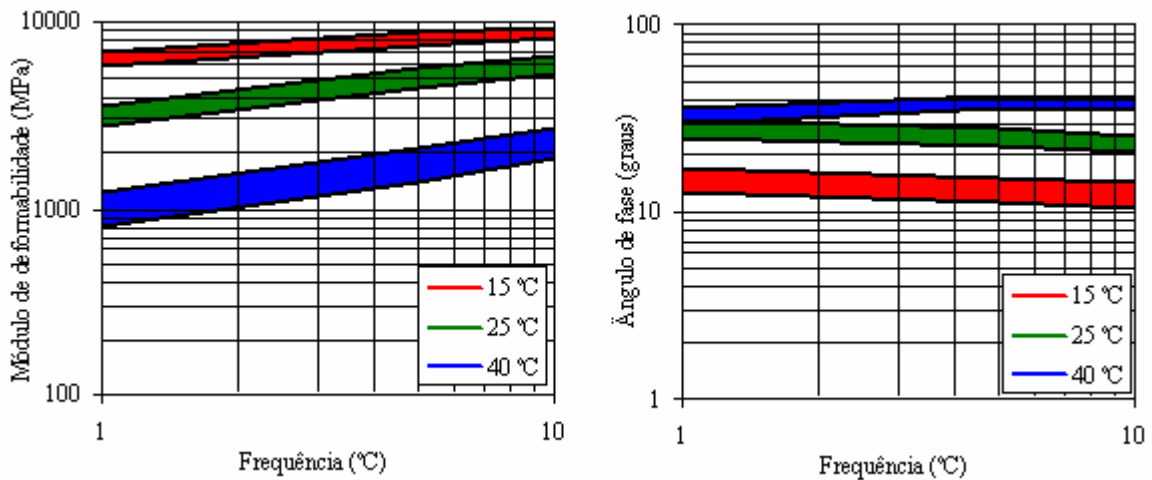 Módulo de deformabilidade (MPa)
10000
1000
100
1
10
Frequência (ºC)
15 ºC
25 ºC
40 ºC
Ângulo de fase (graus)
100
10
1
1
10
Frequência (ºC)
15 ºC
25 ºC
40 ºC